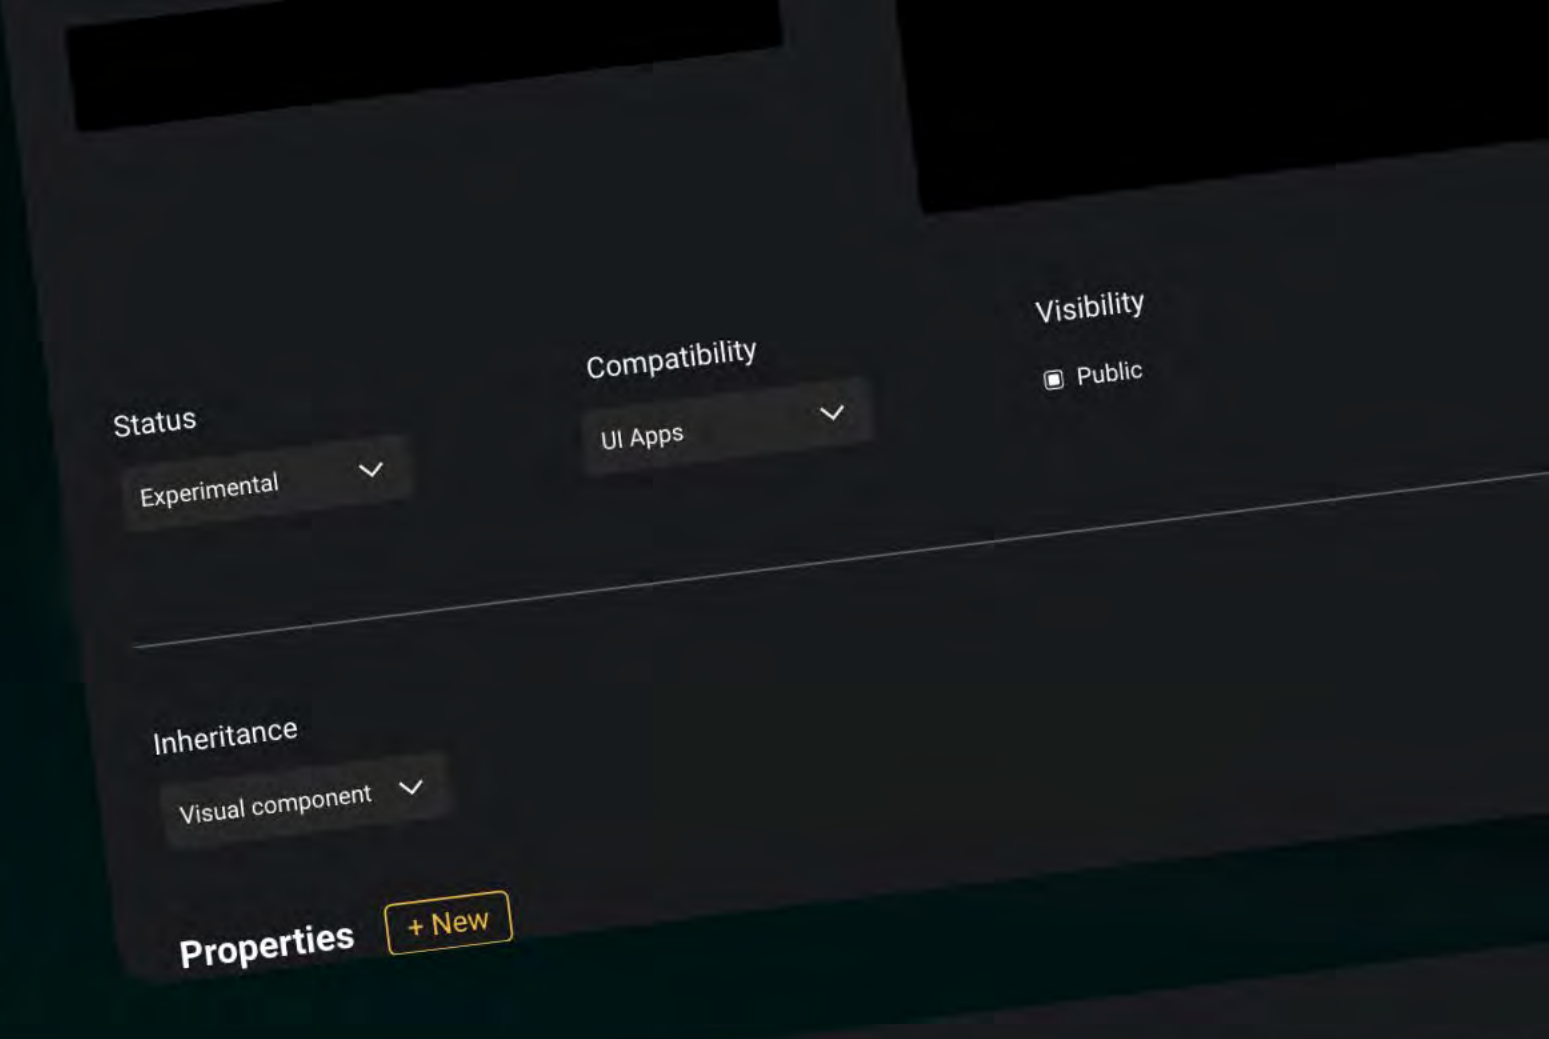 Status
Experimental
Compatibility
UI Apps
Visibility
Public
Inheritance
Visual component
Properties
+ New